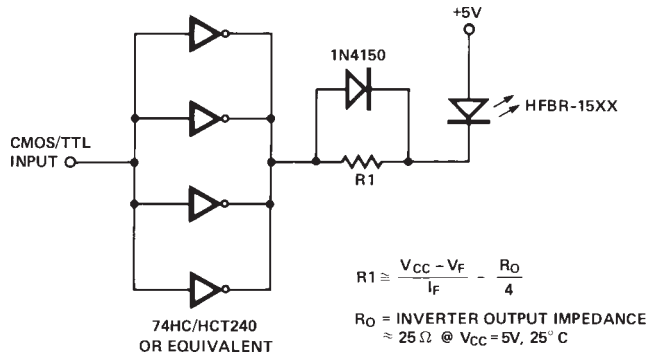 +5V
1N4150
HFBR-15XX
CMOS/TTL
INPUT
R1
R1 ≅ (VCC – VF) / IF – RO / 4
RO = INVERTER OUTPUT IMPEDANCE
≈ 25 Ω @ VCC = 5V, 25° C
74HC/HCT240
OR EQUIVALENT